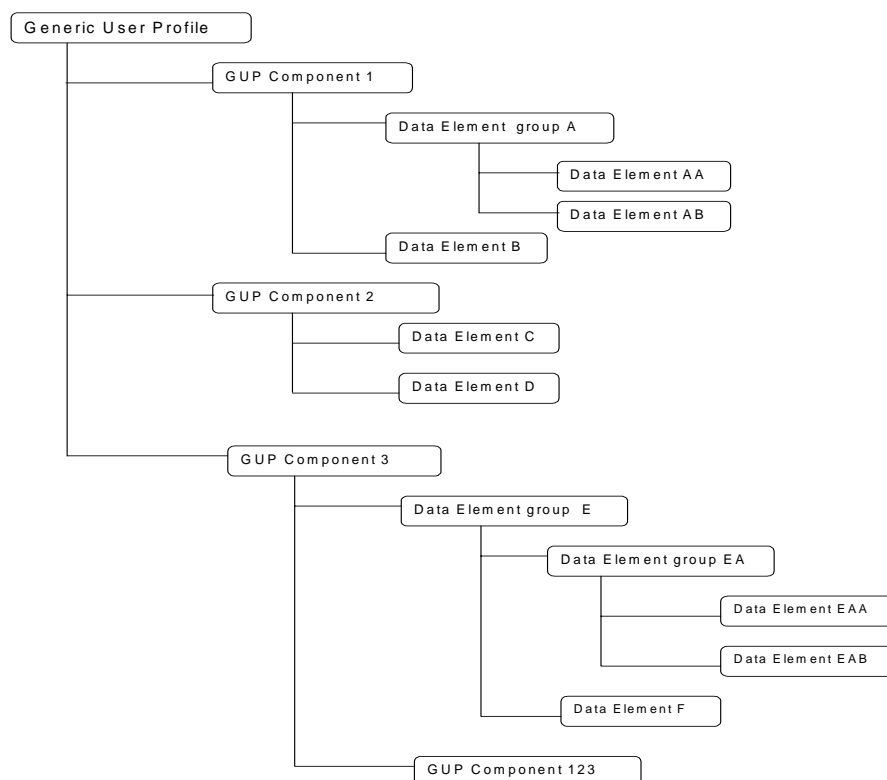 Generic User Profile
GUP Component 1
Data Element group A
Data Element AA
Data Element AB
Data Element B
GUP Component 2
Data Element C
Data Element D
GUP Component 3
Data Element group E
Data Element group EA
Data Element EAA
Data Element EAB
Data Element F
GUP Component 123